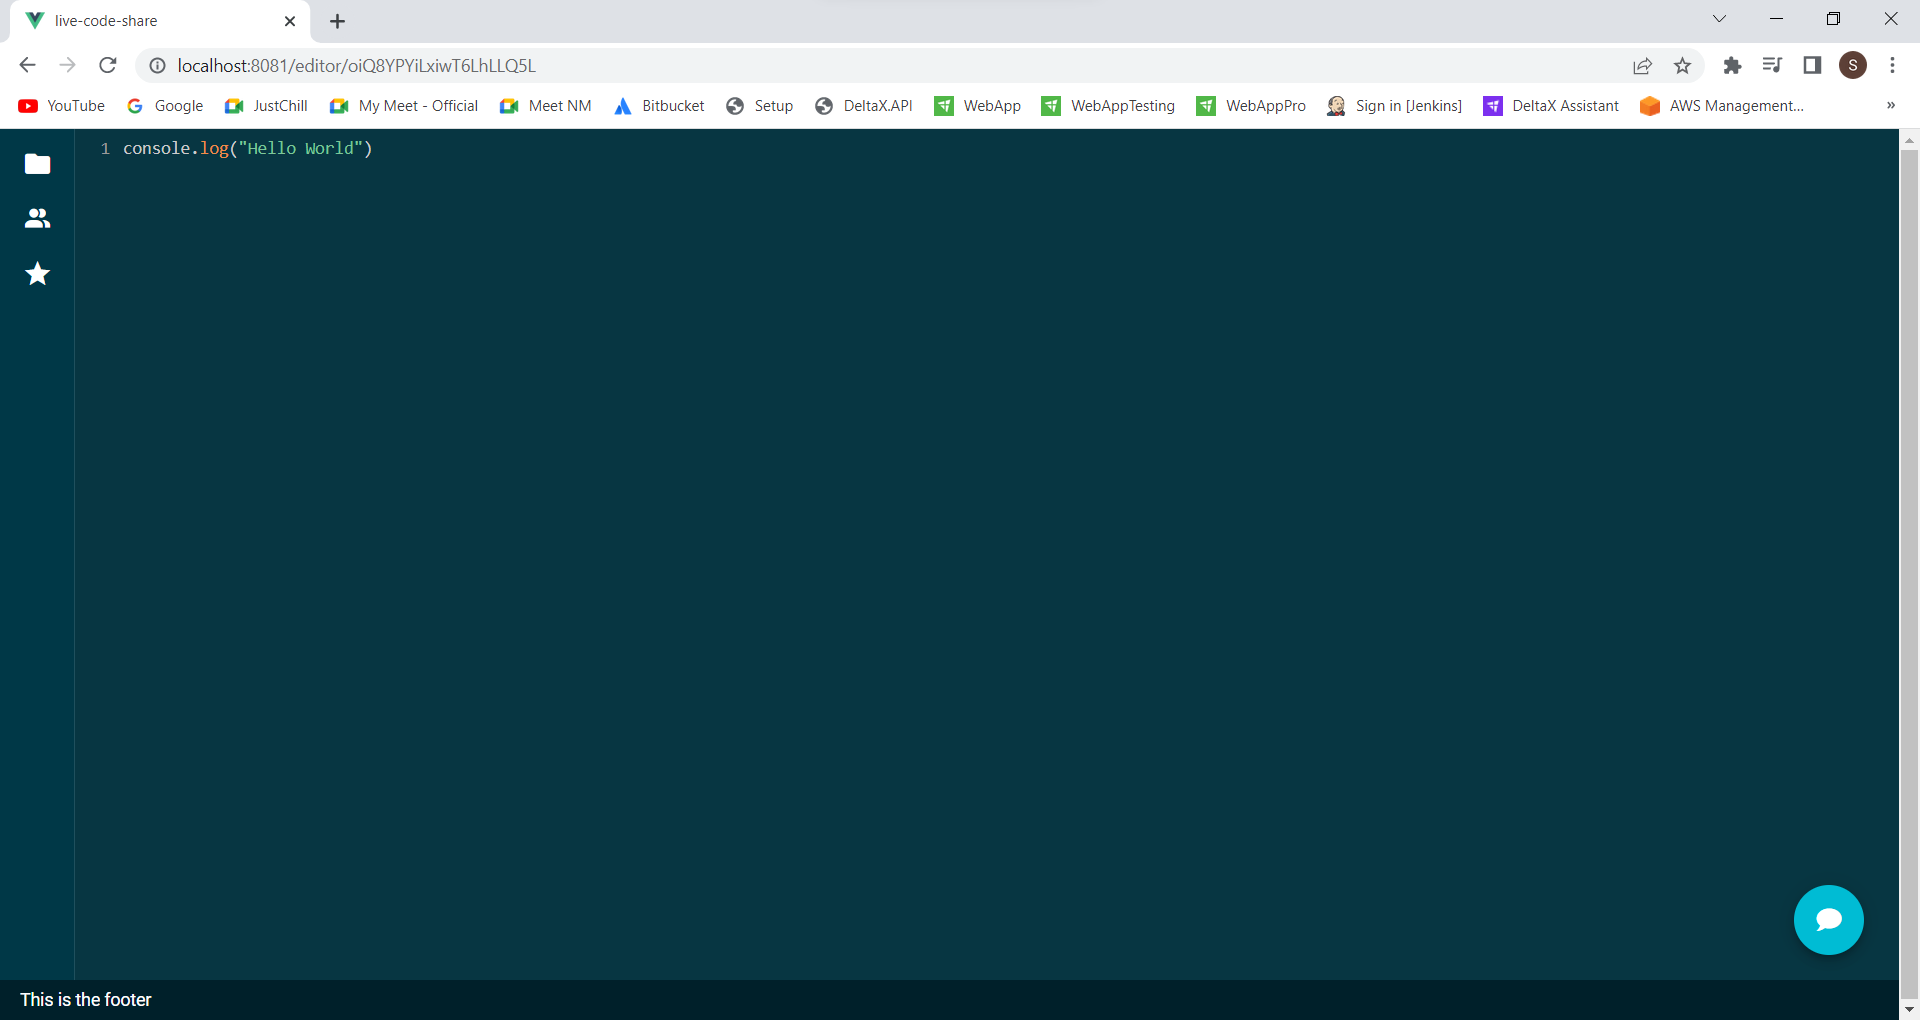 live-code-share
localhost:8081/editor/oiQ8YPYiLxiwT6LhLLQ5L
S
YouTube Google JustChill My Meet - Official Meet NM Bitbucket Setup DeltaX.API WebApp WebAppTesting WebAppPro Sign in [Jenkins] DeltaX Assistant AWS Management... »
1 console.log("Hello World")
This is the footer